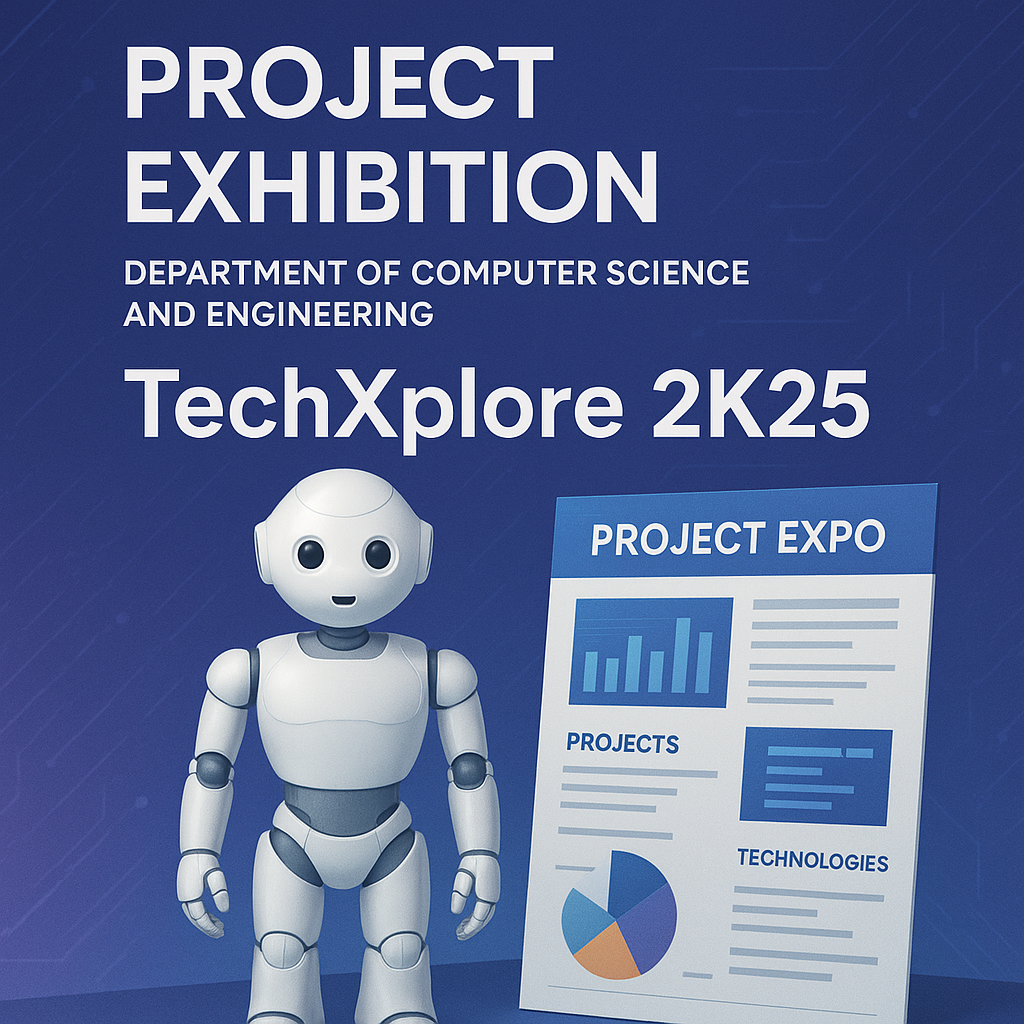 PROJECT
EXHIBITION
DEPARTMENT OF COMPUTER SCIENCE
AND ENGINEERING
TechXplore 2K25
PROJECT EXPO
PROJECTS
TECHNOLOGIES